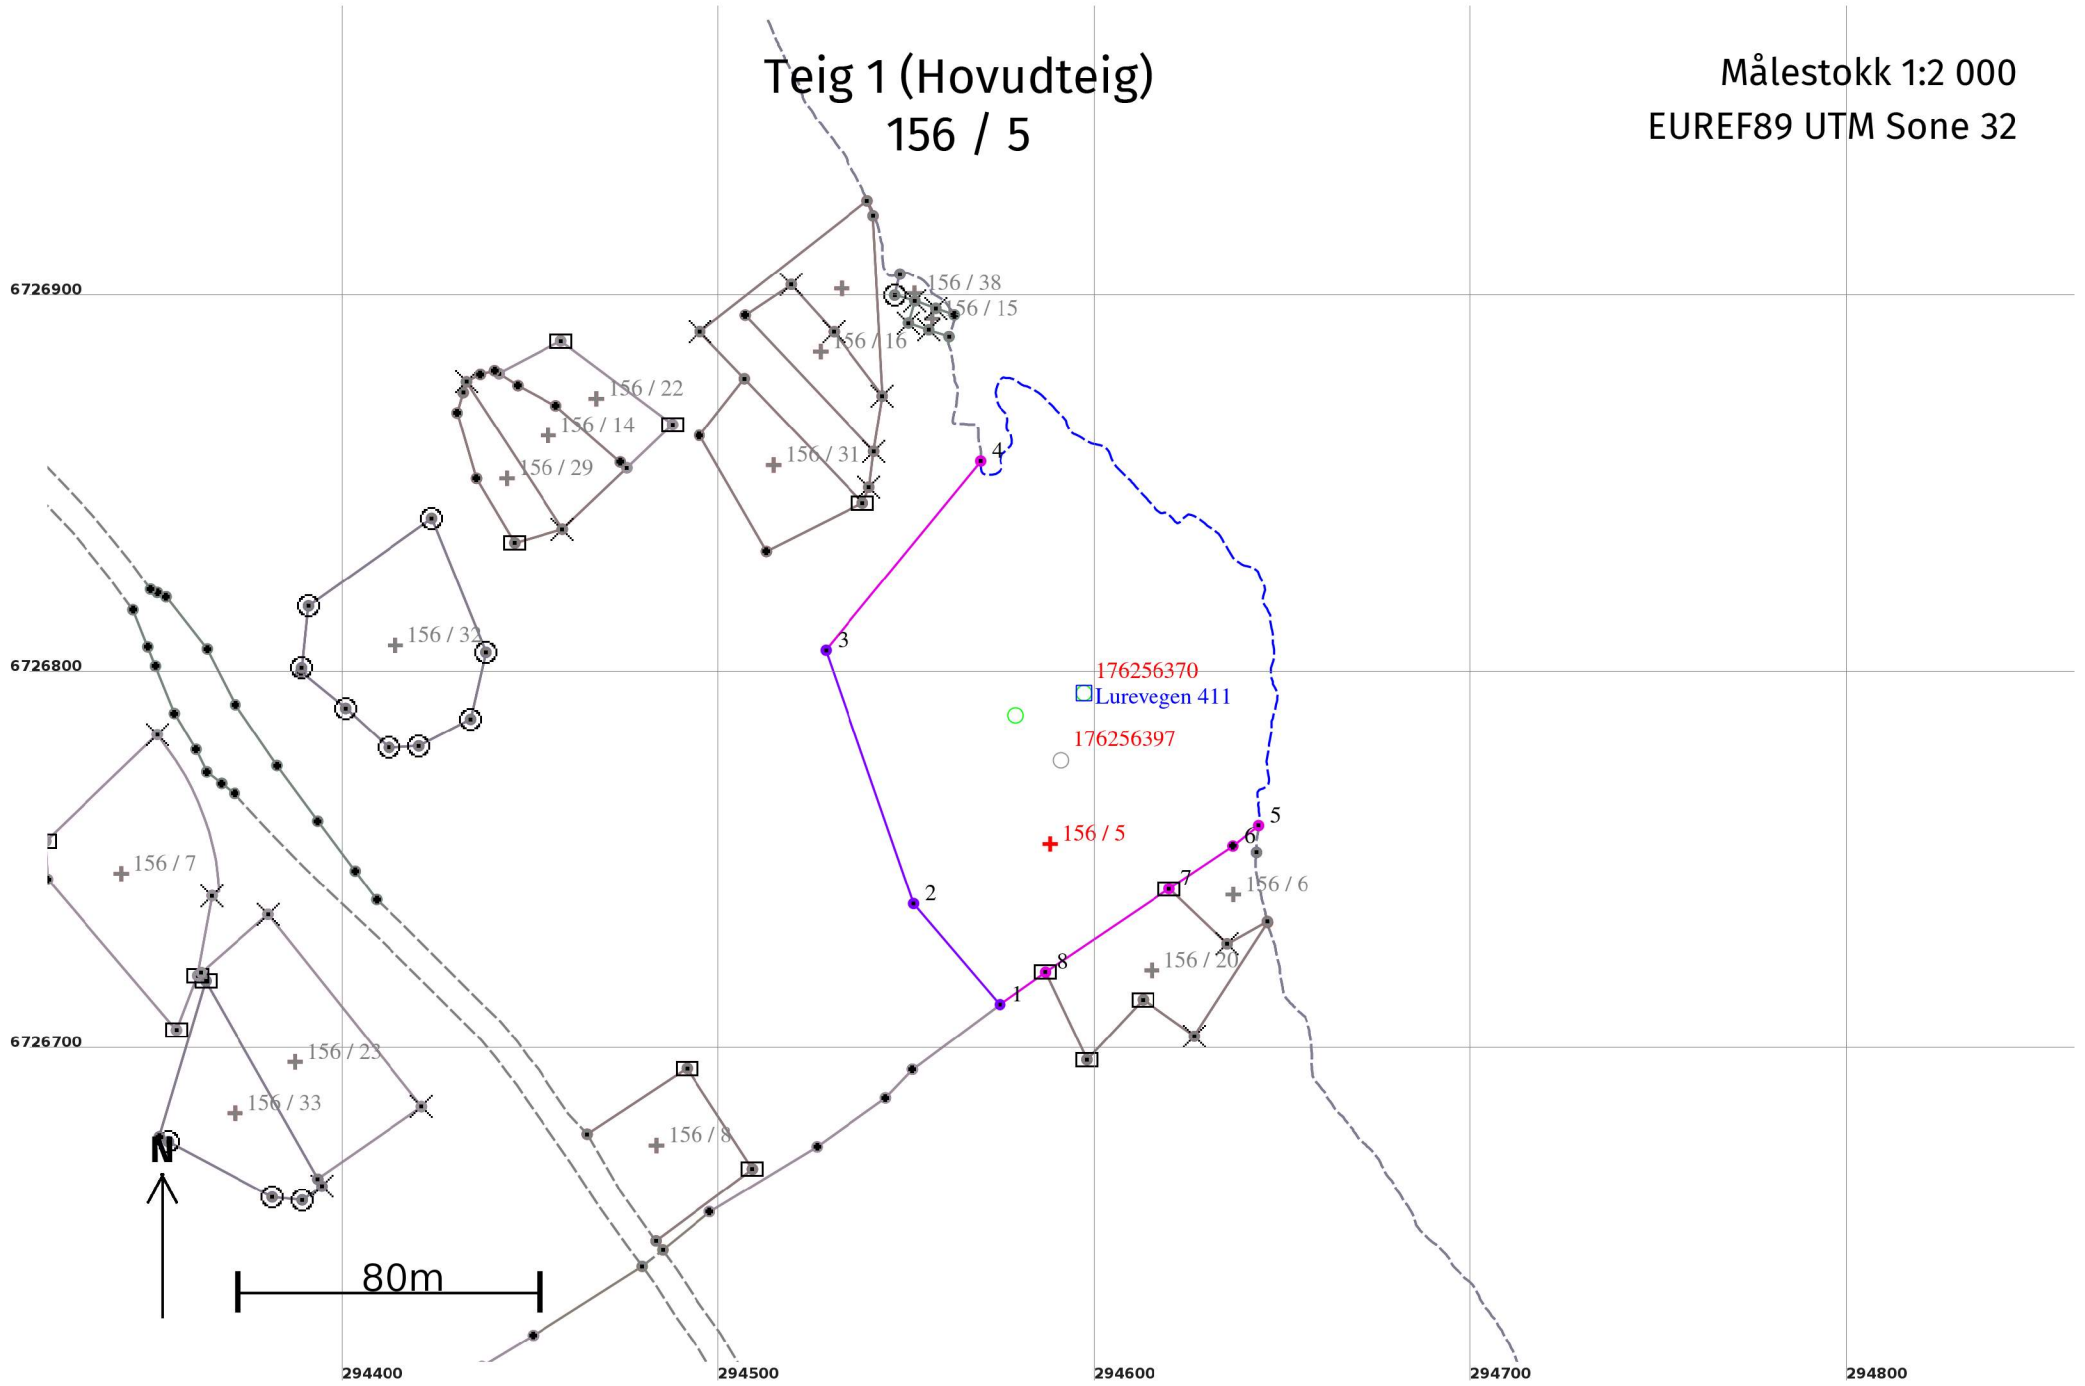 Teig 1 (Hovudteig)
156 / 5
Målestokk 1:2 000
EUREF89 UTM Sone 32
6726900
156 / 38
156 / 15
156 / 16
156 / 22
156 / 14
156 / 31
4
156 / 29
156 / 32
3
6726800
176256370
Lurevegen 411
176256397
5
156 / 5
6
156 / 7
7
156 / 6
2
8
156 / 20
1
6726700
156 / 23
156 / 33
156 / 8
N
80m
294400
294500
294600
294700
294800